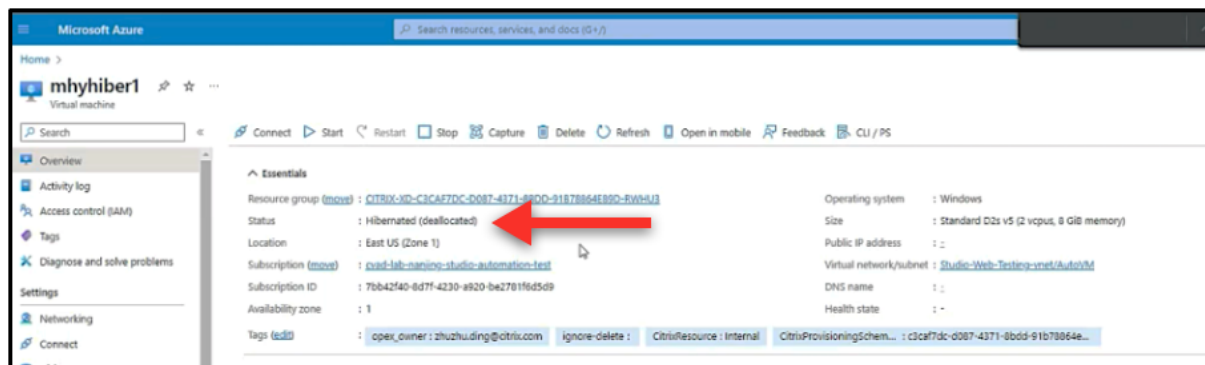 Microsoft Azure
Search resources, services, and docs (G+/)
Home >
mhyhiber1
Virtual machine
Search
Connect Start Restart Stop Capture Delete Refresh Open in mobile Feedback CLI / PS
Overview
Activity log
Access control (IAM)
Tags
Diagnose and solve problems
Settings
Networking
Connect
Essentials
Resource group (move) : CITRIX-XD-C3CAF7DC-D087-4371-8BDD-91B78864E89D-RWHU3
Status : Hibernated (deallocated)
Location : East US (Zone 1)
Subscription (move) : cvad-lab-nanjing-studio-automation-test
Subscription ID : 7bb42f40-8d7f-4230-a920-be2781f6d5d9
Availability zone : 1
Operating system : Windows
Size : Standard D2s v5 (2 vcpus, 8 GiB memory)
Public IP address : -
Virtual network/subnet : Studio-Web-Testing-vnet/AutoVM
DNS name : -
Health state : -
Tags (edit) : opex_owner : zhuzhu.ding@citrix.com ignore-delete : CitrixResource : Internal CitrixProvisioningSchem... : c3caf7dc-d087-4371-8bdd-91b78864e...